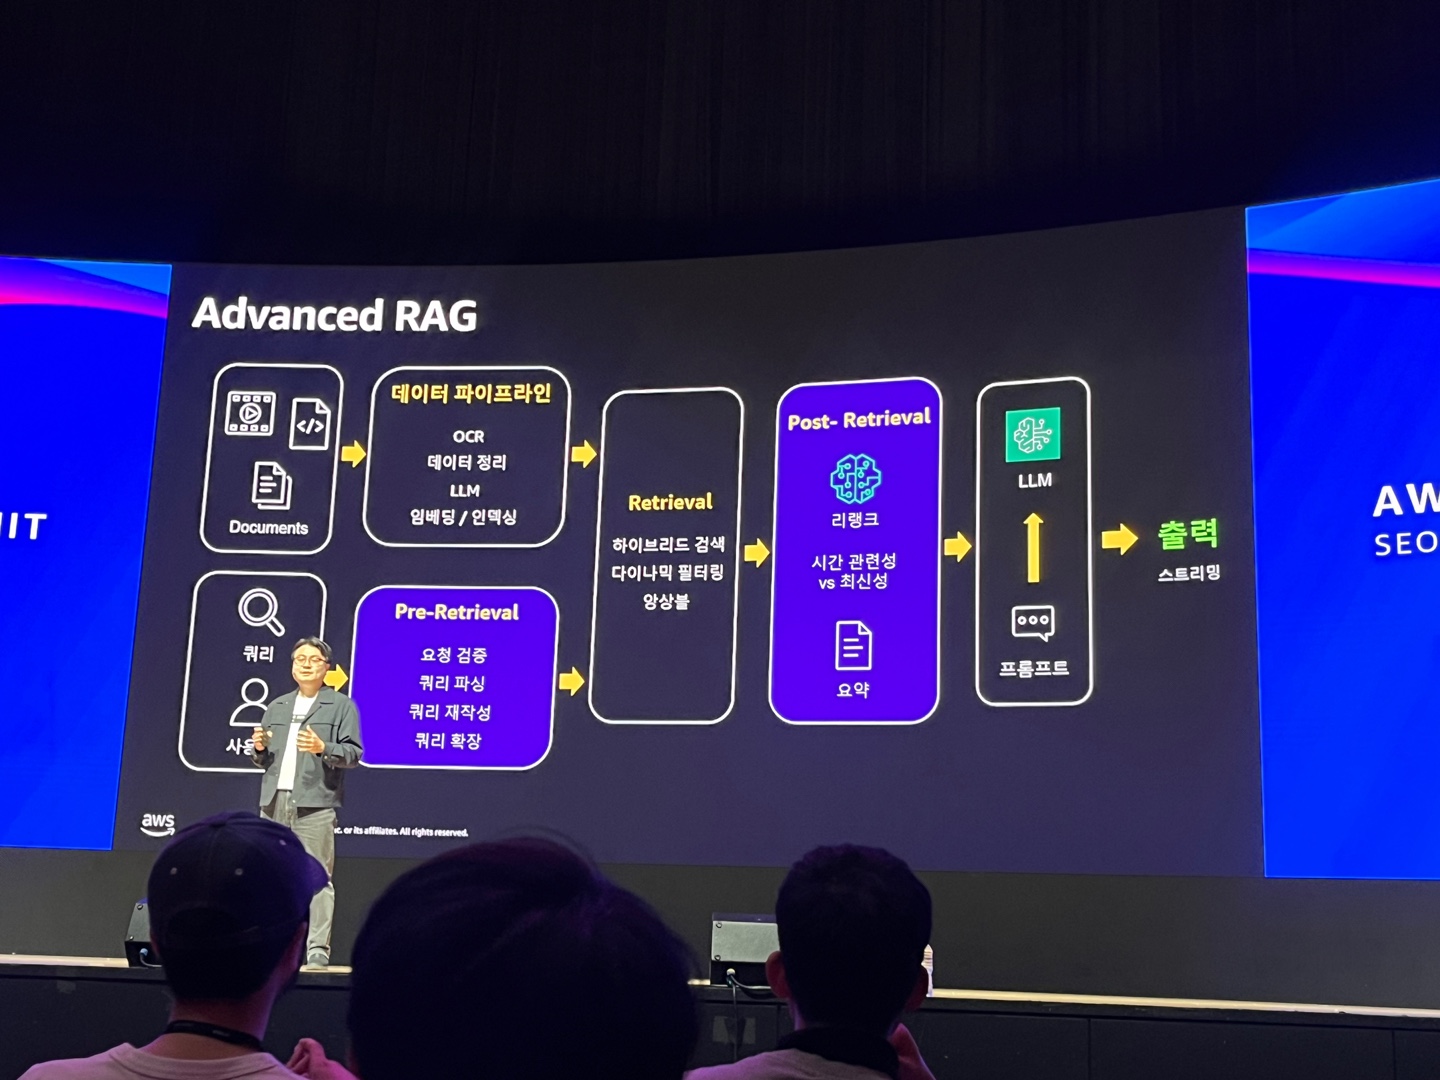 Advanced RAG
Documents
데이터 파이프라인
OCR
데이터 정리
LLM
임베딩 / 인덱싱
쿼리
Pre-Retrieval
요청 검증
쿼리 파싱
쿼리 재작성
쿼리 확장
Retrieval
하이브리드 검색
다이나믹 필터링
앙상블
Post- Retrieval
리랭크
시간 관련성
vs 최신성
요약
LLM
프롬프트
출력
스트리밍
aws
or its affiliates. All rights reserved.
AW
SEO